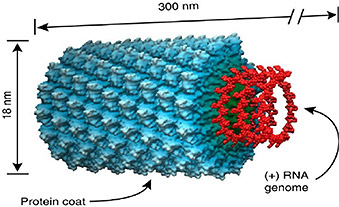 300 nm
18 nm
(+) RNA
genome
Protein coat